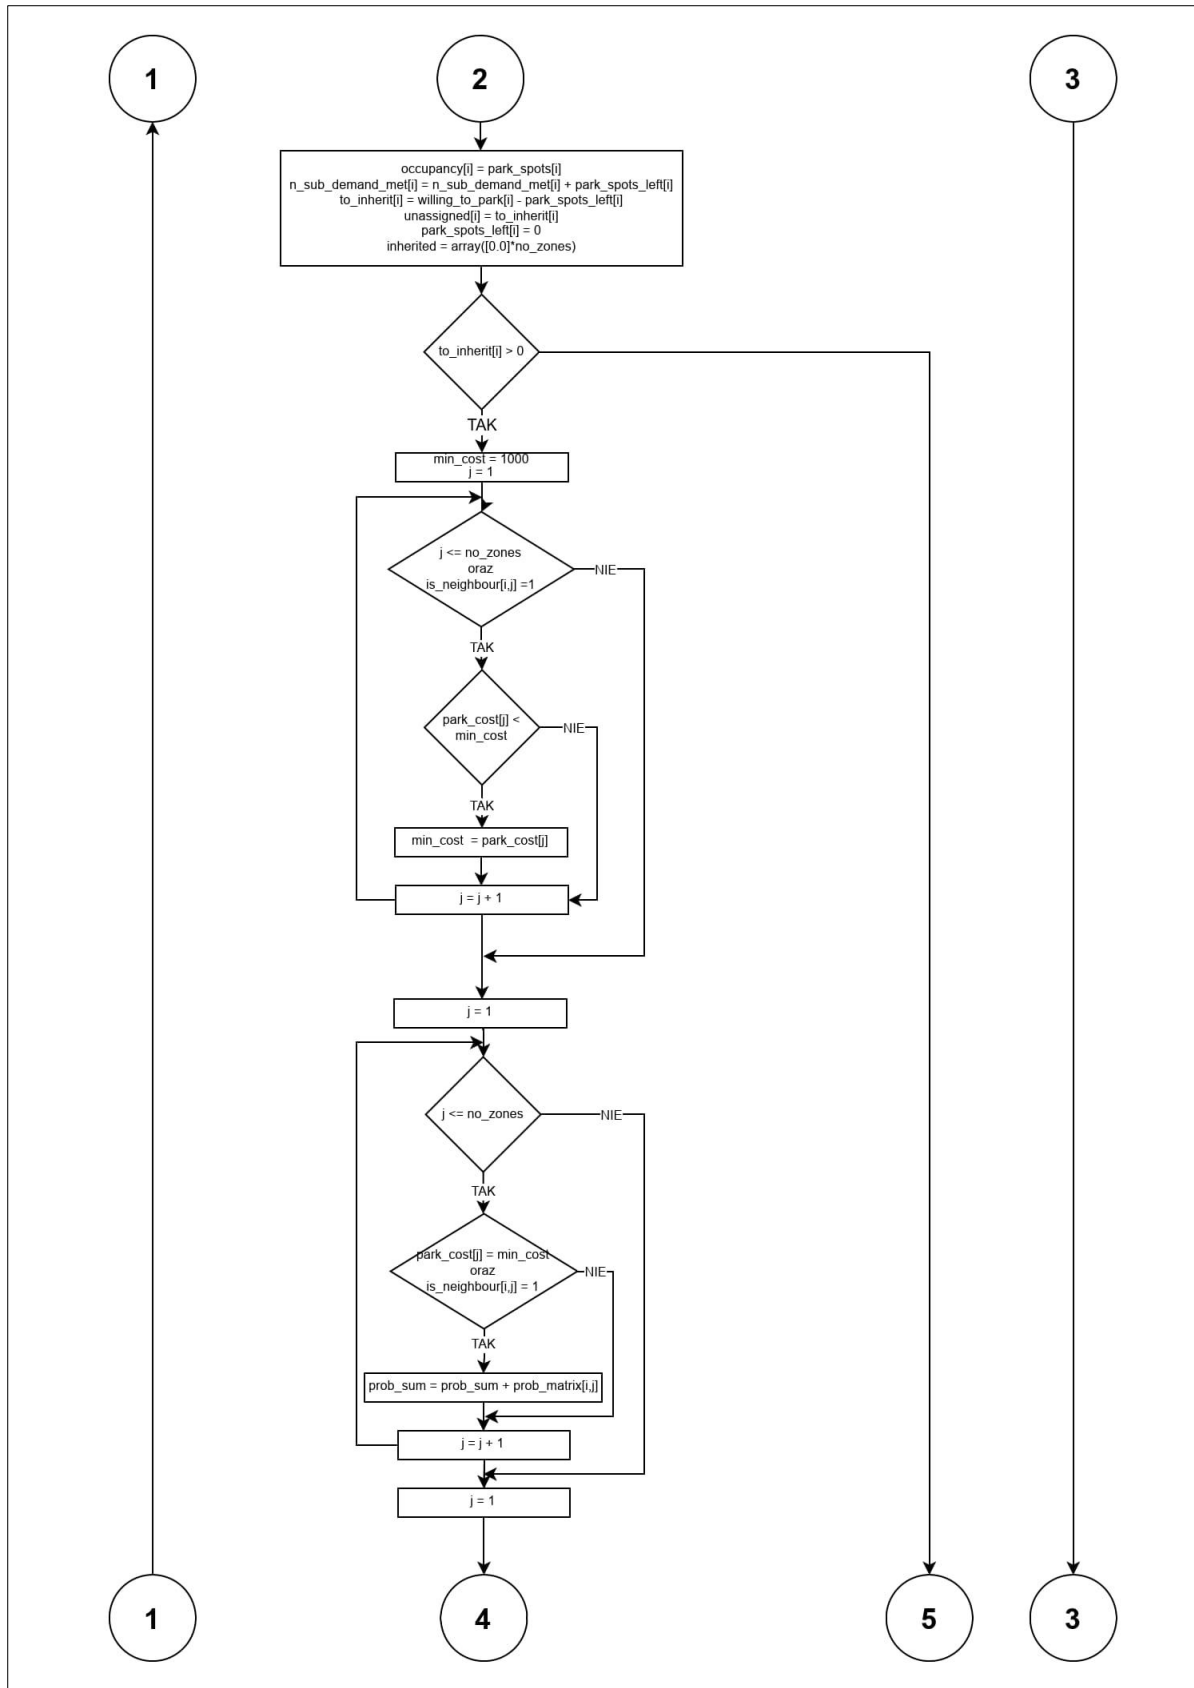 1
2
3
occupancy[i] = park_spots[i]
n_sub_demand_met[i] = n_sub_demand_met[i] + park_spots_left[i]
to_inherit[i] = willing_to_park[i] - park_spots_left[i]
unassigned[i] = to_inherit[i]
park_spots_left[i] = 0
inherited = array([0.0]*no_zones)
to_inherit[i] > 0
TAK
min_cost = 1000
j = 1
j <= no_zones
oraz
is_neighbour[i,j] =1
NIE
TAK
park_cost[j] <
min_cost
NIE
TAK
min_cost  = park_cost[j]
j = j + 1
j = 1
j <= no_zones
NIE
TAK
park_cost[j] = min_cost
oraz
is_neighbour[i,j] = 1
NIE
TAK
prob_sum = prob_sum + prob_matrix[i,j]
j = j + 1
j = 1
1
4
5
3